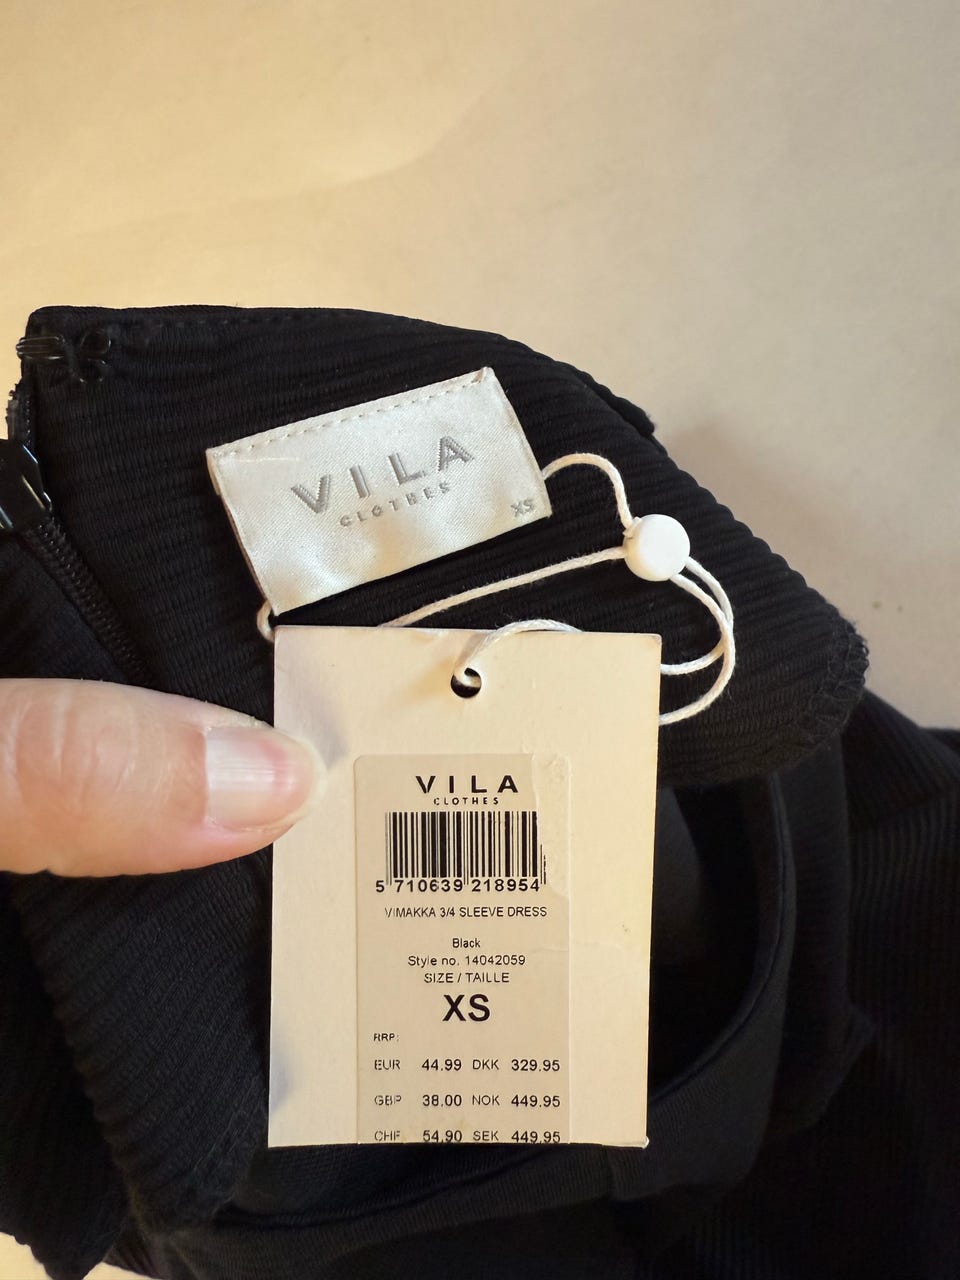 VILA
CLOTHES
XS
VILA
CLOTHES
5 710639 218954
VIMAKKA 3/4 SLEEVE DRESS
Black
Style no. 14042059
SIZE / TAILLE
XS
RRP:
EUR 44.99 DKK 329.95
GBP 38.00 NOK 449.95
CHF 54.90 SEK 449.95